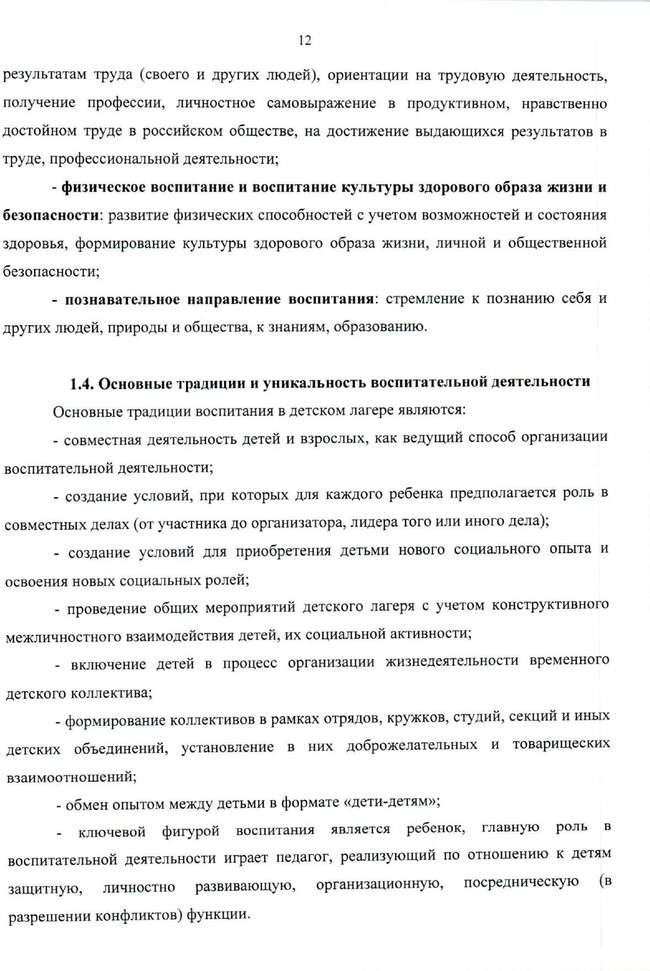 12
результатам труда (своего и других людей), ориентации на трудовую деятельность,
получение профессии, личностное самовыражение в продуктивном, нравственно
достойном труде в российском обществе, на достижение выдающихся результатов в
труде, профессиональной деятельности;
- физическое воспитание и воспитание культуры здорового образа жизни и
безопасности: развитие физических способностей с учетом возможностей и состояния
здоровья, формирование культуры здорового образа жизни, личной и общественной
безопасности;
- познавательное направление воспитания: стремление к познанию себя и
других людей, природы и общества, к знаниям, образованию.
1.4. Основные традиции и уникальность воспитательной деятельности
Основные традиции воспитания в детском лагере являются:
- совместная деятельность детей и взрослых, как ведущий способ организации
воспитательной деятельности;
- создание условий, при которых для каждого ребенка предполагается роль в
совместных делах (от участника до организатора, лидера того или иного дела);
- создание условий для приобретения детьми нового социального опыта и
освоения новых социальных ролей;
- проведение общих мероприятий детского лагеря с учетом конструктивного
межличностного взаимодействия детей, их социальной активности;
- включение детей в процесс организации жизнедеятельности временного
детского коллектива;
- формирование коллективов в рамках отрядов, кружков, студий, секций и иных
детских объединений, установление в них доброжелательных и товарищеских
взаимоотношений;
- обмен опытом между детьми в формате «дети-детям»;
- ключевой фигурой воспитания является ребенок, главную роль в
воспитательной деятельности играет педагог, реализующий по отношению к детям
защитную, личностно развивающую, организационную, посредническую (в
разрешении конфликтов) функции.